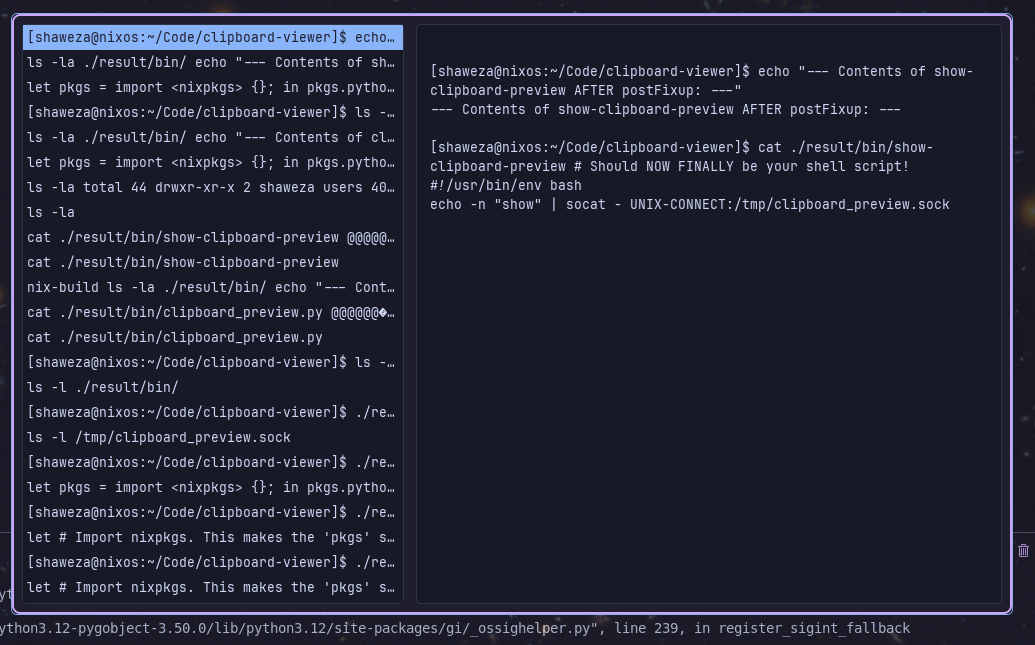 [shaweza@nixos:~/Code/clipboard-viewer]$ echo…
ls -la ./result/bin/ echo "--- Contents of sh…
let pkgs = import <nixpkgs> {}; in pkgs.pytho…
[shaweza@nixos:~/Code/clipboard-viewer]$ ls -…
ls -la ./result/bin/ echo "--- Contents of cl…
let pkgs = import <nixpkgs> {}; in pkgs.pytho…
ls -la total 44 drwxr-xr-x 2 shaweza users 40…
ls -la
cat ./result/bin/show-clipboard-preview @@@@@…
cat ./result/bin/show-clipboard-preview
nix-build ls -la ./result/bin/ echo "--- Cont…
cat ./result/bin/clipboard_preview.py @@@@@@�…
cat ./result/bin/clipboard_preview.py
[shaweza@nixos:~/Code/clipboard-viewer]$ ls -…
ls -l ./result/bin/
[shaweza@nixos:~/Code/clipboard-viewer]$ ./re…
ls -l /tmp/clipboard_preview.sock
[shaweza@nixos:~/Code/clipboard-viewer]$ ./re…
let pkgs = import <nixpkgs> {}; in pkgs.pytho…
[shaweza@nixos:~/Code/clipboard-viewer]$ ./re…
let # Import nixpkgs. This makes the 'pkgs' s…
[shaweza@nixos:~/Code/clipboard-viewer]$ ./re…
let # Import nixpkgs. This makes the 'pkgs' s…
[shaweza@nixos:~/Code/clipboard-viewer]$ echo "--- Contents of show-
clipboard-preview AFTER postFixup: ---"
--- Contents of show-clipboard-preview AFTER postFixup: ---
[shaweza@nixos:~/Code/clipboard-viewer]$ cat ./result/bin/show-
clipboard-preview # Should NOW FINALLY be your shell script!
#!/usr/bin/env bash
echo -n "show" | socat - UNIX-CONNECT:/tmp/clipboard_preview.sock
yt
ython3.12-pygobject-3.50.0/lib/python3.12/site-packages/gi/_ossighelper.py", line 239, in register_sigint_fallback